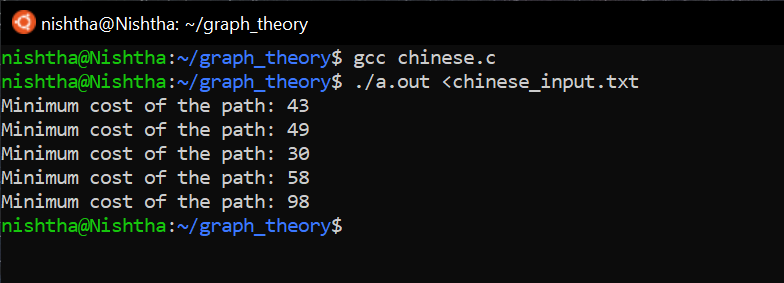 nishtha@Nishtha: ~/graph_theory
nishtha@Nishtha:~/graph_theory$ gcc chinese.c
nishtha@Nishtha:~/graph_theory$ ./a.out <chinese_input.txt
Minimum cost of the path: 43
Minimum cost of the path: 49
Minimum cost of the path: 30
Minimum cost of the path: 58
Minimum cost of the path: 98
nishtha@Nishtha:~/graph_theory$